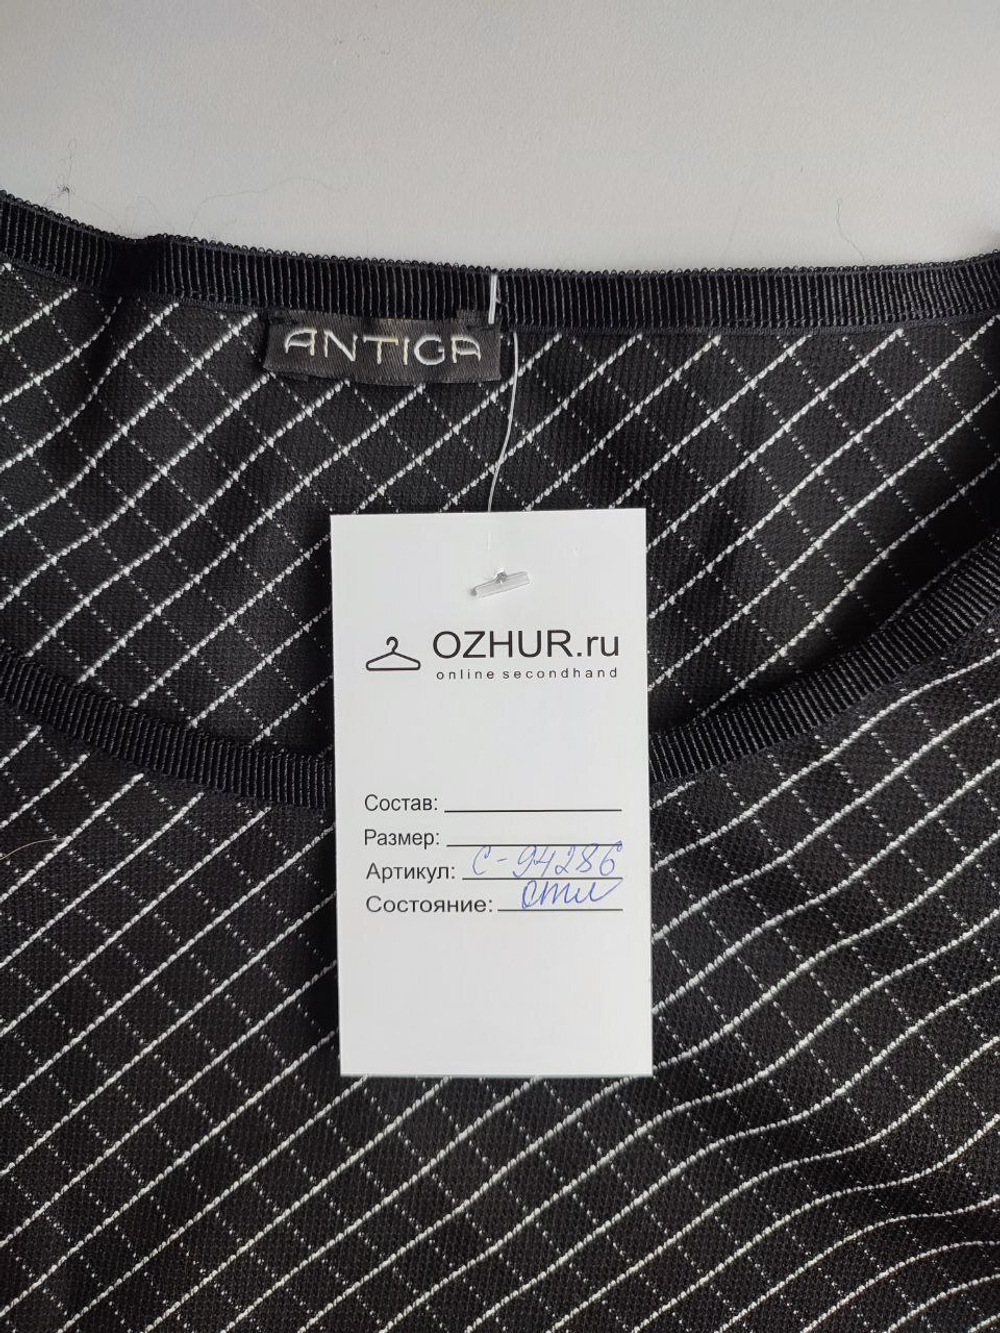 ANTIGA
OZHUR.ru
online secondhand
Состав:
Размер:
Артикул: С-94286
Состояние: отл